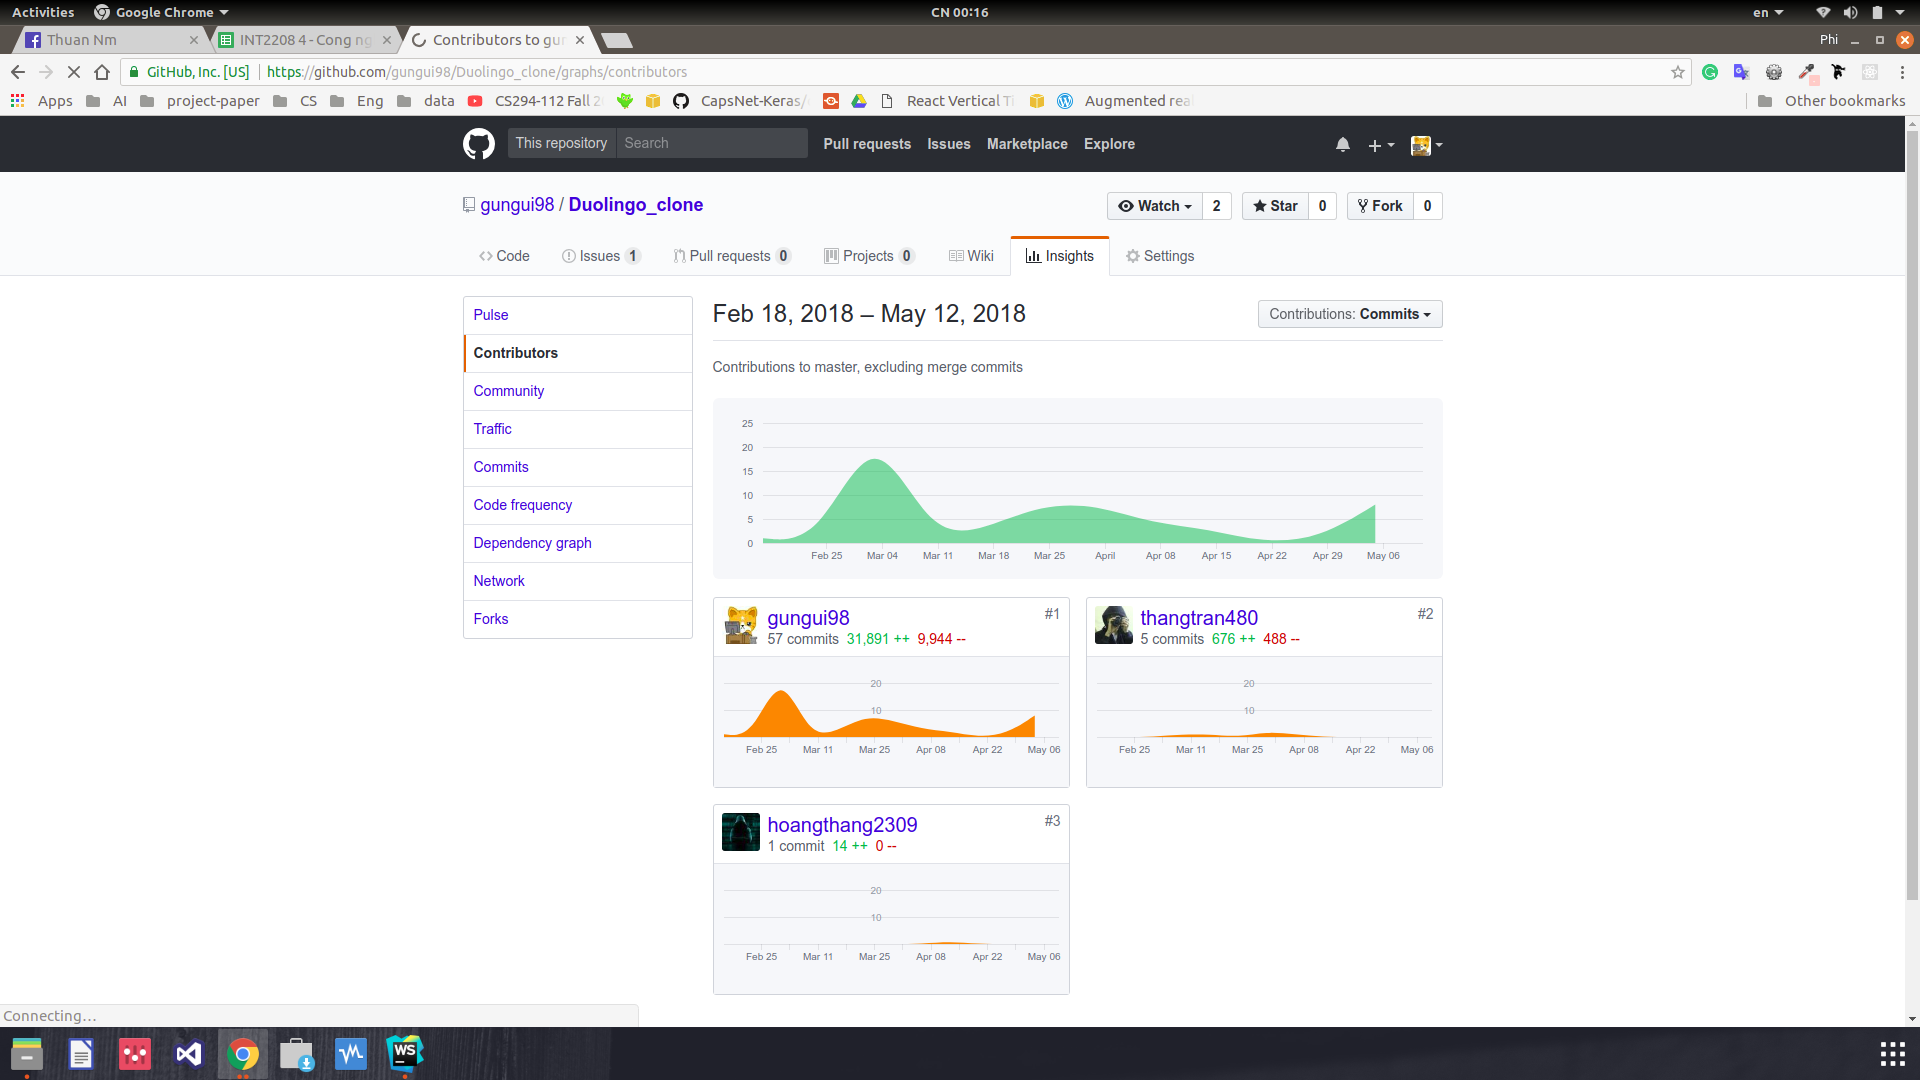 Activities Google Chrome CN 00:16 en
Thuan Nm INT2208 4 - Cong ng Contributors to gun Phi
GitHub, Inc. [US] https://github.com/gungui98/Duolingo_clone/graphs/contributors
Apps AI project-paper CS Eng data CS294-112 Fall 2 CapsNet-Keras/ React Vertical Ti Augmented real Other bookmarks
This repository Search Pull requests Issues Marketplace Explore
gungui98 / Duolingo_clone Watch 2 Star 0 Fork 0
Code Issues 1 Pull requests 0 Projects 0 Wiki Insights Settings
Pulse
Contributors
Community
Traffic
Commits
Code frequency
Dependency graph
Network
Forks
Feb 18, 2018 – May 12, 2018 Contributions: Commits
Contributions to master, excluding merge commits
25
20
15
10
5
0
Feb 25 Mar 04 Mar 11 Mar 18 Mar 25 April Apr 08 Apr 15 Apr 22 Apr 29 May 06
gungui98 #1
57 commits 31,891 ++ 9,944 --
20
10
Feb 25 Mar 11 Mar 25 Apr 08 Apr 22 May 06
thangtran480 #2
5 commits 676 ++ 488 --
20
10
Feb 25 Mar 11 Mar 25 Apr 08 Apr 22 May 06
hoangthang2309 #3
1 commit 14 ++ 0 --
20
10
Feb 25 Mar 11 Mar 25 Apr 08 Apr 22 May 06
Connecting…
WS